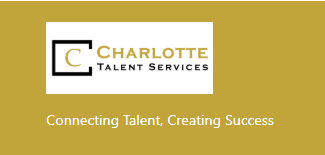 C
CHARLOTTE
TALENT SERVICES
Connecting Talent, Creating Success